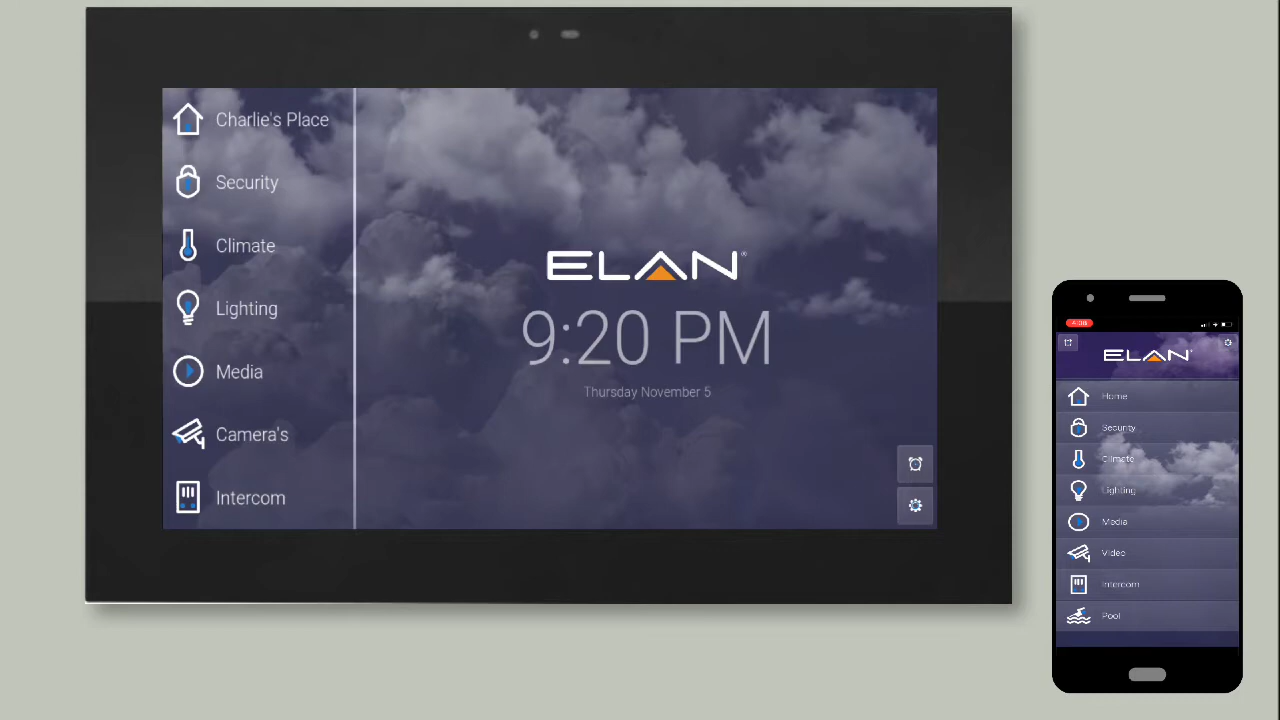 Charlie's Place
Security
Climate
Lighting
Media
Camera's
Intercom
ELAN®
9:20 PM
Thursday November 5
ELAN
Home
Security
Climate
Lighting
Media
Video
Intercom
Pool